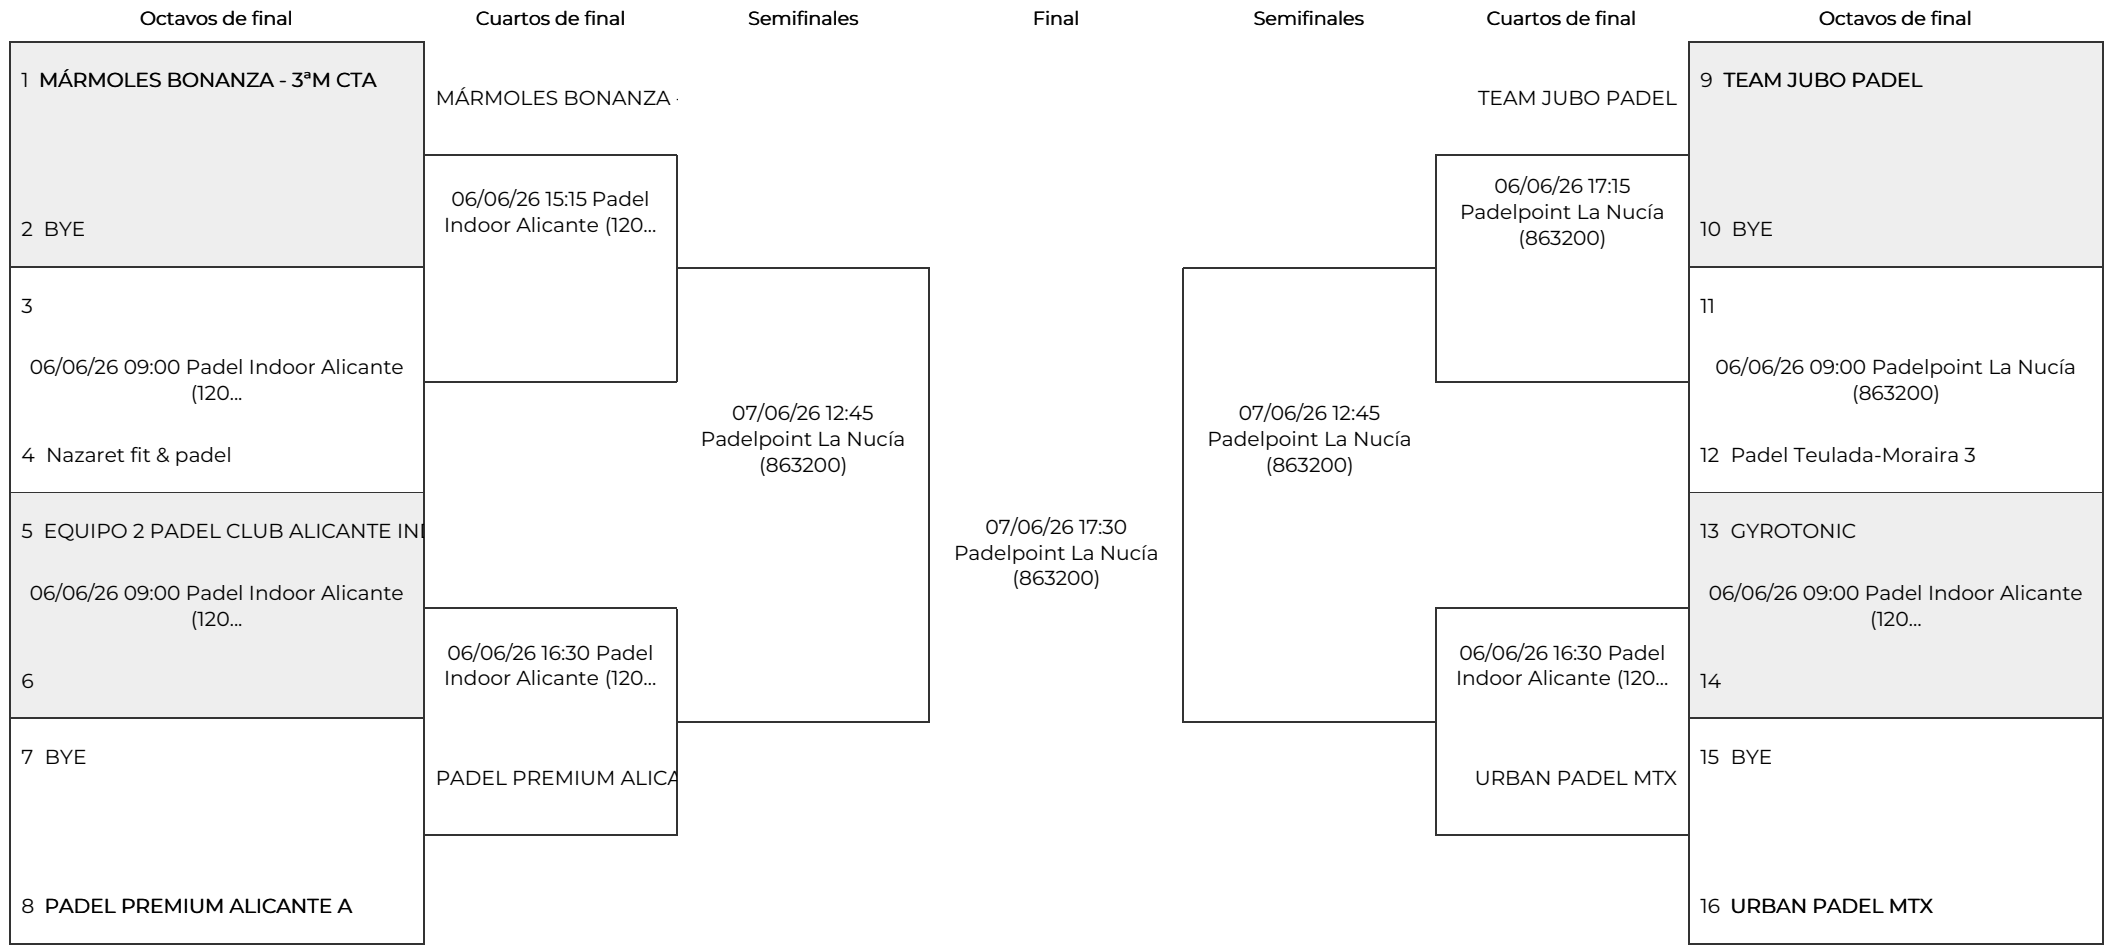 Octavos de final
Cuartos de final
Semifinales
Final
Semifinales
Cuartos de final
Octavos de final
1 MÁRMOLES BONANZA - 3ªM CTA
2 BYE
3
06/06/26 09:00 Padel Indoor Alicante
(120...
4 Nazaret fit & padel
5 EQUIPO 2 PADEL CLUB ALICANTE IN
06/06/26 09:00 Padel Indoor Alicante
(120...
6
7 BYE
8 PADEL PREMIUM ALICANTE A
MÁRMOLES BONANZA -
06/06/26 15:15 Padel
Indoor Alicante (120...
06/06/26 16:30 Padel
Indoor Alicante (120...
PADEL PREMIUM ALICA
07/06/26 12:45
Padelpoint La Nucía
(863200)
07/06/26 17:30
Padelpoint La Nucía
(863200)
07/06/26 12:45
Padelpoint La Nucía
(863200)
TEAM JUBO PADEL
06/06/26 17:15
Padelpoint La Nucía
(863200)
06/06/26 16:30 Padel
Indoor Alicante (120...
URBAN PADEL MTX
9 TEAM JUBO PADEL
10 BYE
11
06/06/26 09:00 Padelpoint La Nucía
(863200)
12 Padel Teulada-Moraira 3
13 GYROTONIC
06/06/26 09:00 Padel Indoor Alicante
(120...
14
15 BYE
16 URBAN PADEL MTX